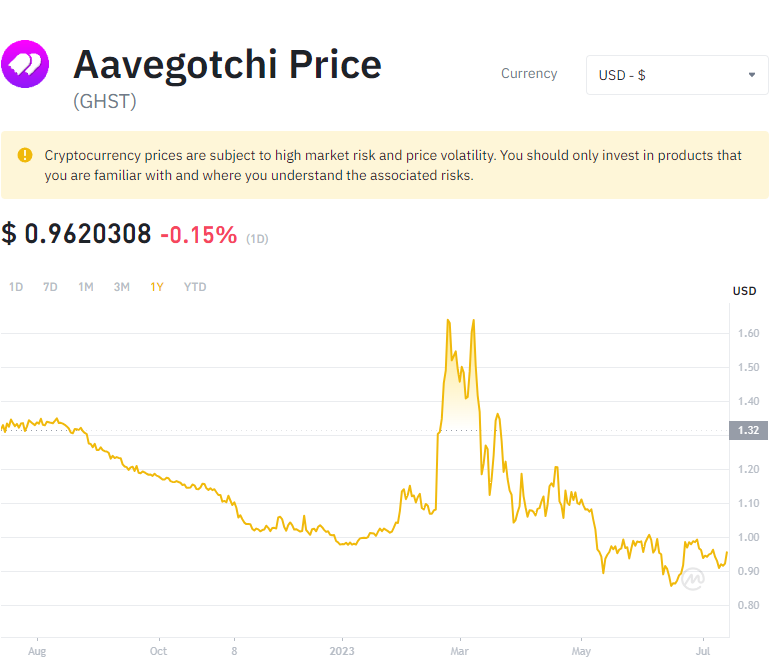 Aavegotchi Price
(GHST)
Currency
USD - $
Cryptocurrency prices are subject to high market risk and price volatility. You should only invest in products that
you are familiar with and where you understand the associated risks.
$ 0.9620308 -0.15% (1D)
1D 7D 1M 3M 1Y YTD
USD
1.60
1.50
1.40
1.32
1.20
1.10
1.00
0.90
0.80
Aug Oct 8 2023 Mar May Jul